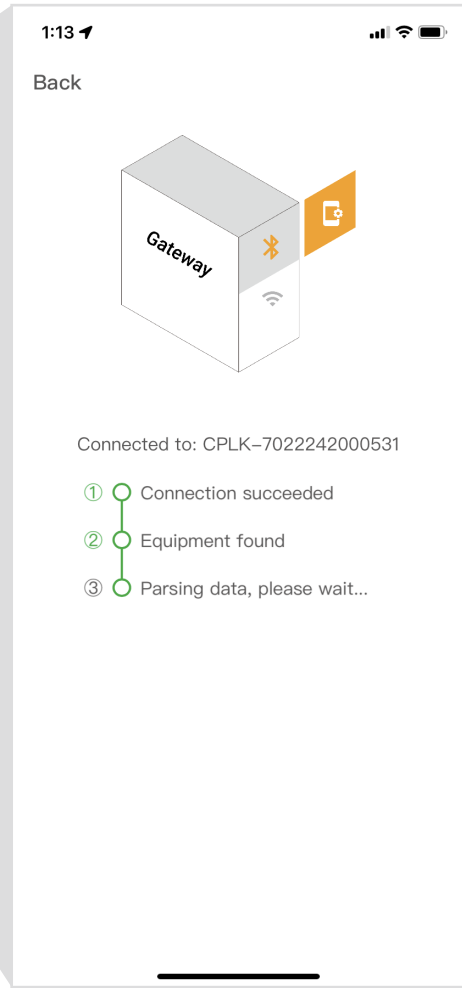 1:13
Back
Gateway
Connected to: CPLK-7022242000531
① Connection succeeded
② Equipment found
③ Parsing data, please wait...